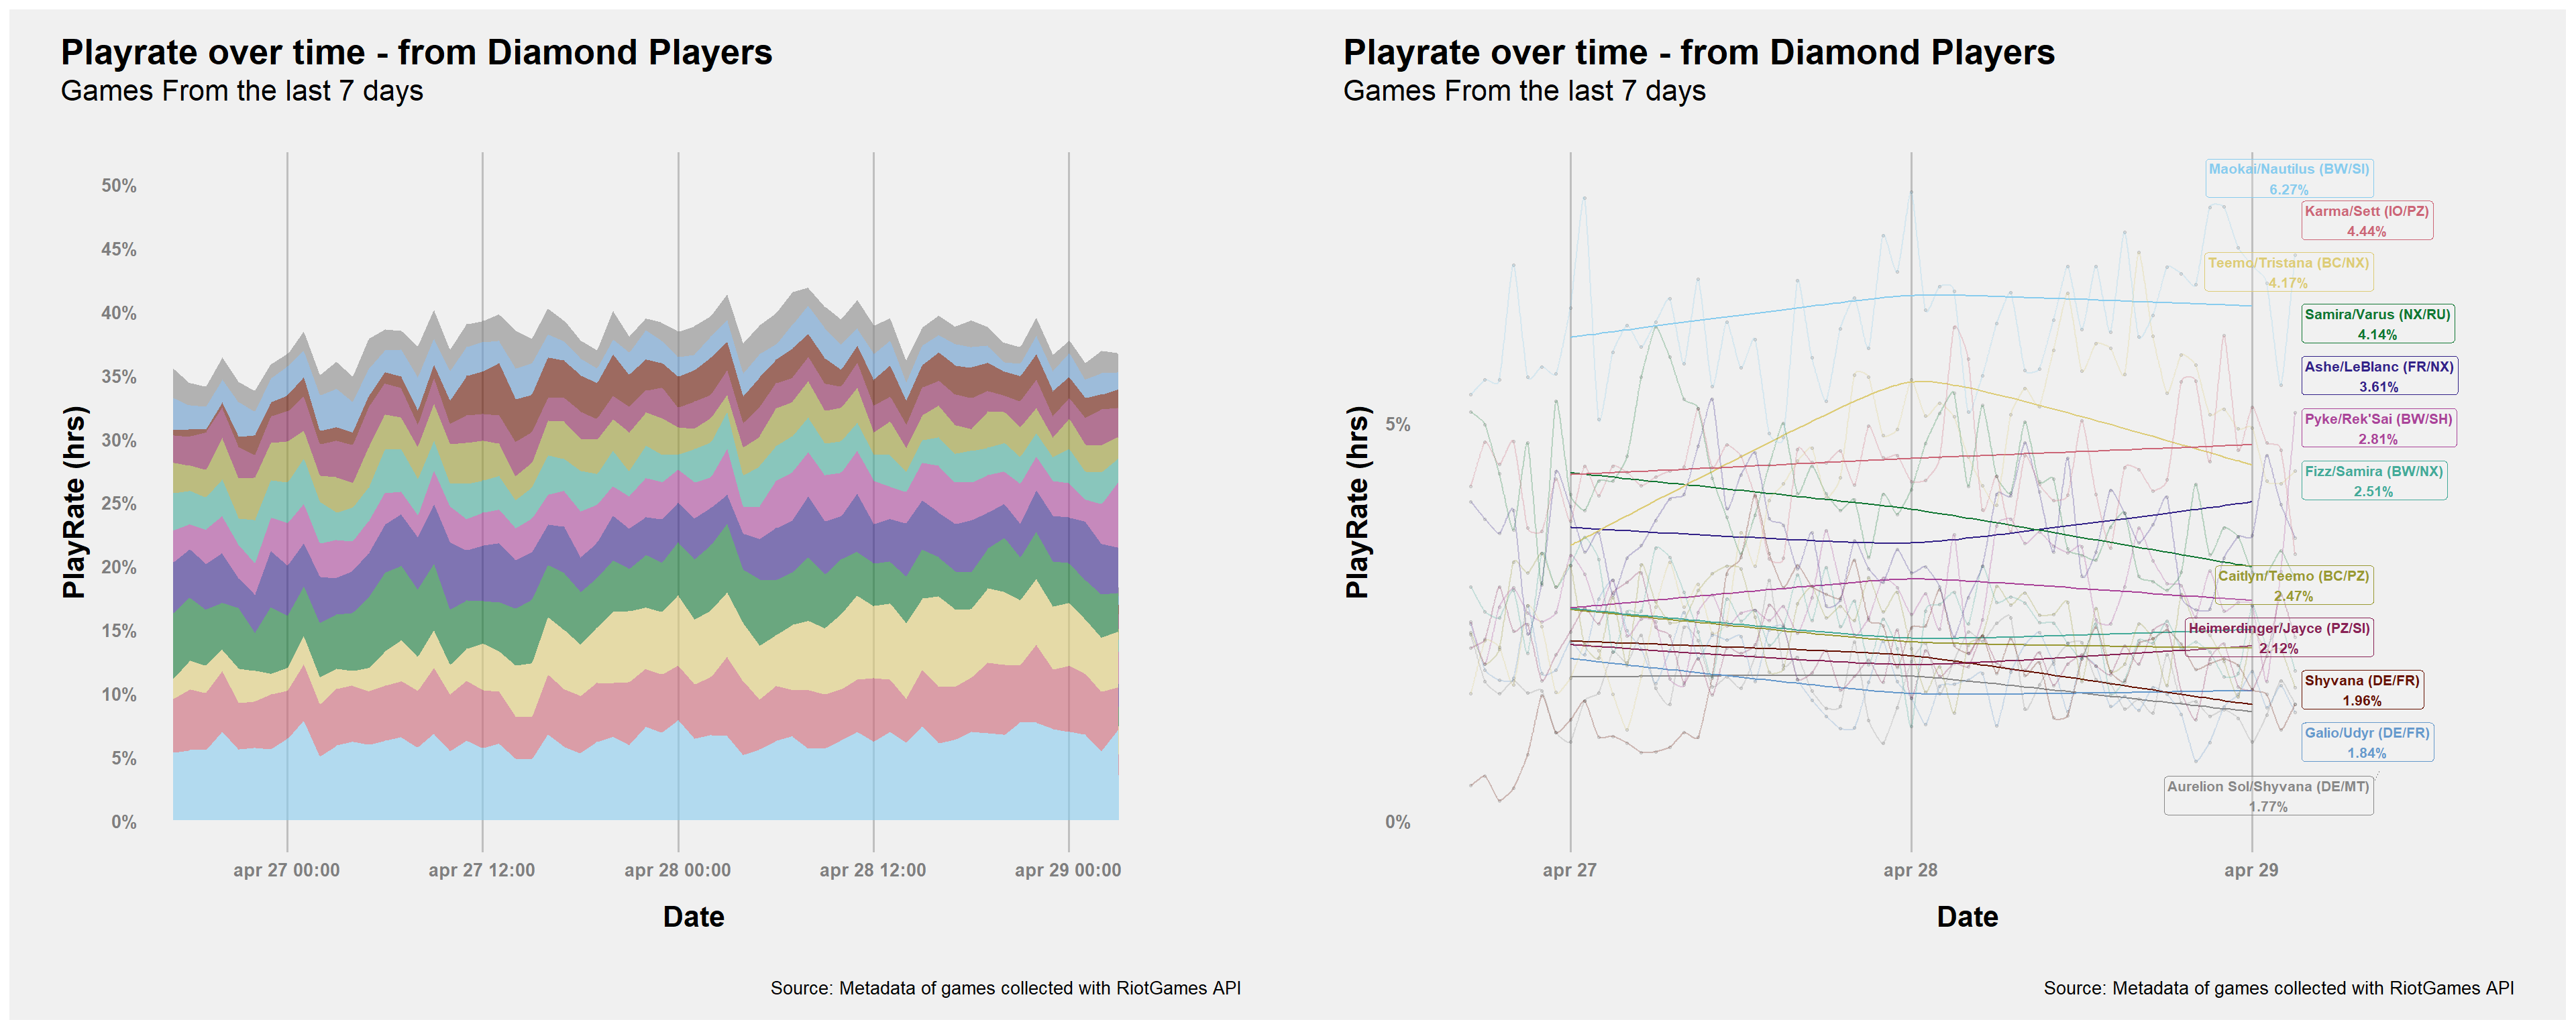 Playrate over time - from Diamond Players
Games From the last 7 days
PlayRate (hrs)
50%
45%
40%
35%
30%
25%
20%
15%
10%
5%
0%
apr 27 00:00
apr 27 12:00
apr 28 00:00
apr 28 12:00
apr 29 00:00
Date
Source: Metadata of games collected with RiotGames API
Playrate over time - from Diamond Players
Games From the last 7 days
PlayRate (hrs)
5%
0%
Maokai/Nautilus (BW/SI)
6.27%
Karma/Sett (IO/PZ)
4.44%
Teemo/Tristana (BC/NX)
4.17%
Samira/Varus (NX/RU)
4.14%
Ashe/LeBlanc (FR/NX)
3.61%
Pyke/Rek'Sai (BW/SH)
2.81%
Fizz/Samira (BW/NX)
2.51%
Caitlyn/Teemo (BC/PZ)
2.47%
Heimerdinger/Jayce (PZ/SI)
2.12%
Shyvana (DE/FR)
1.96%
Galio/Udyr (DE/FR)
1.84%
Aurelion Sol/Shyvana (DE/MT)
1.77%
apr 27
apr 28
apr 29
Date
Source: Metadata of games collected with RiotGames API